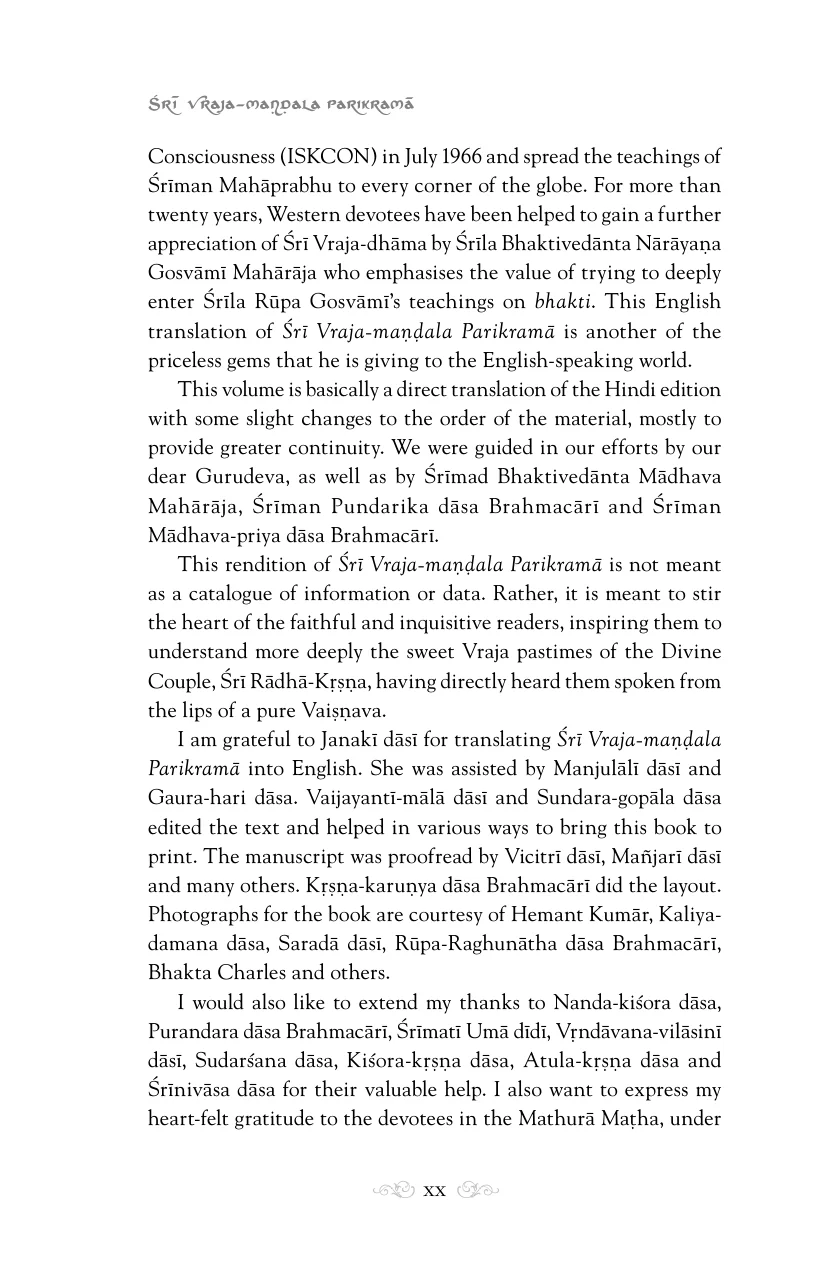 Śrī Vraja-maṇḍala Parikramā
Consciousness (ISKCON) in July 1966 and spread the teachings of
Śrīman Mahāprabhu to every corner of the globe. For more than
twenty years, Western devotees have been helped to gain a further
appreciation of Śrī Vraja-dhāma by Śrīla Bhaktivedānta Nārāyaṇa
Gosvāmī Mahārāja who emphasises the value of trying to deeply
enter Śrīla Rūpa Gosvāmī’s teachings on bhakti. This English
translation of Śrī Vraja-maṇḍala Parikramā is another of the
priceless gems that he is giving to the English-speaking world.
This volume is basically a direct translation of the Hindi edition
with some slight changes to the order of the material, mostly to
provide greater continuity. We were guided in our efforts by our
dear Gurudeva, as well as by Śrīmad Bhaktivedānta Mādhava
Mahārāja, Śrīman Pundarika dāsa Brahmacārī and Śrīman
Mādhava-priya dāsa Brahmacārī.
This rendition of Śrī Vraja-maṇḍala Parikramā is not meant
as a catalogue of information or data. Rather, it is meant to stir
the heart of the faithful and inquisitive readers, inspiring them to
understand more deeply the sweet Vraja pastimes of the Divine
Couple, Śrī Rādhā-Kṛṣṇa, having directly heard them spoken from
the lips of a pure Vaiṣṇava.
I am grateful to Janakī dāsī for translating Śrī Vraja-maṇḍala
Parikramā into English. She was assisted by Manjulālī dāsī and
Gaura-hari dāsa. Vaijayantī-mālā dāsī and Sundara-gopāla dāsa
edited the text and helped in various ways to bring this book to
print. The manuscript was proofread by Vicitrī dāsī, Mañjarī dāsī
and many others. Kṛṣṇa-karuṇya dāsa Brahmacārī did the layout.
Photographs for the book are courtesy of Hemant Kumār, Kaliya-
damana dāsa, Saradā dāsī, Rūpa-Raghunātha dāsa Brahmacārī,
Bhakta Charles and others.
I would also like to extend my thanks to Nanda-kiśora dāsa,
Purandara dāsa Brahmacārī, Śrīmatī Umā dīdī, Vṛndāvana-vilāsinī
dāsī, Sudarśana dāsa, Kiśora-kṛṣṇa dāsa, Atula-kṛṣṇa dāsa and
Śrīnivāsa dāsa for their valuable help. I also want to express my
heart-felt gratitude to the devotees in the Mathurā Maṭha, under
xx